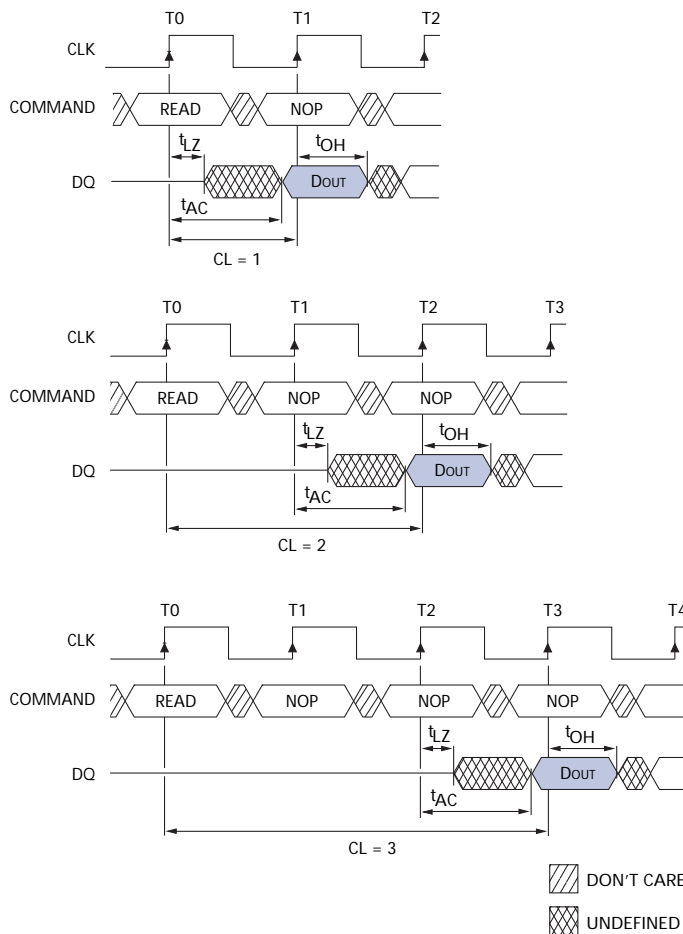 T0 T1 T2
CLK
COMMAND READ NOP
tLZ tOH
DQ DOUT
tAC
CL = 1
T0 T1 T2 T3
CLK
COMMAND READ NOP NOP
tLZ tOH
DQ DOUT
tAC
CL = 2
T0 T1 T2 T3 T4
CLK
COMMAND READ NOP NOP NOP
tLZ tOH
DQ DOUT
tAC
CL = 3
DON'T CARE
UNDEFINED